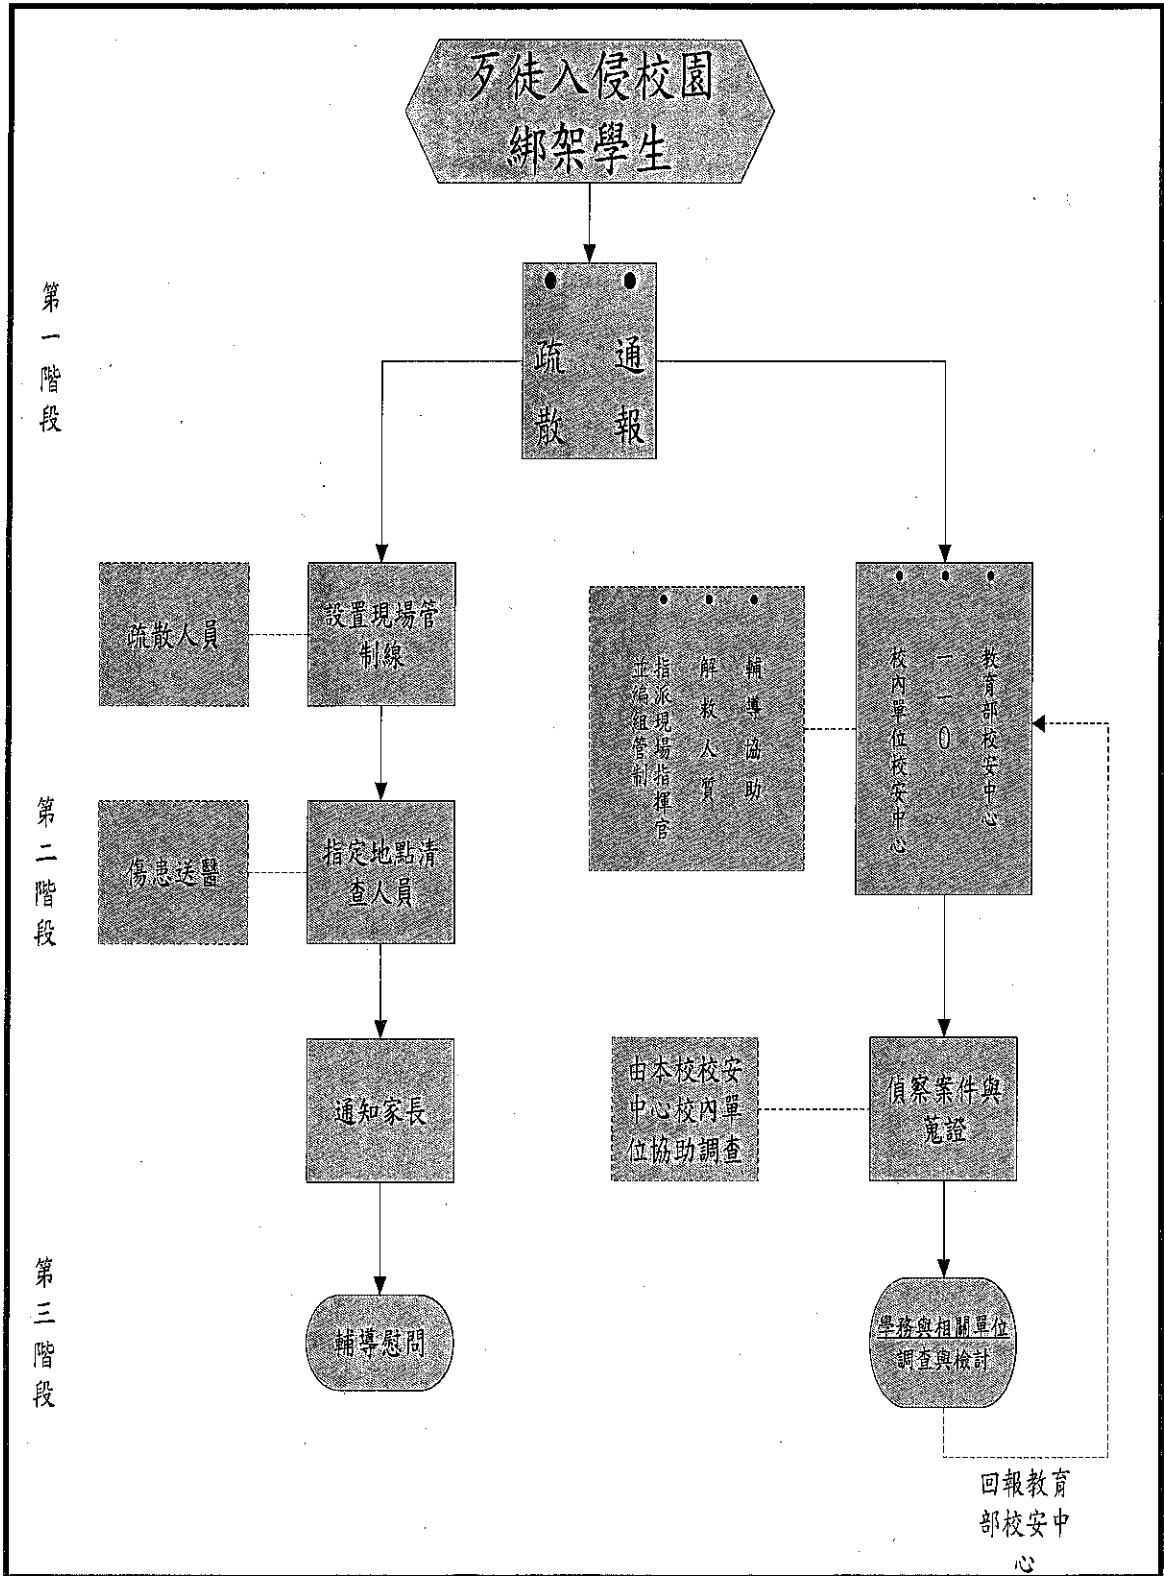 歹徒入侵校園
綁架學生
第一階段
通報
疏散
疏散人員
設置現場管
制線
輔導協助
解救人質
指派現場指揮官
並編組管制
教育部校安中心
一一0
校內單位校安中心
第二階段
傷患送醫
指定地點清
查人員
通知家長
由本校校安
中心校內單
位協助調查
偵察案件與
蒐證
第三階段
輔導慰問
學務與相關單位
調查與檢討
回報教育
部校安中
心